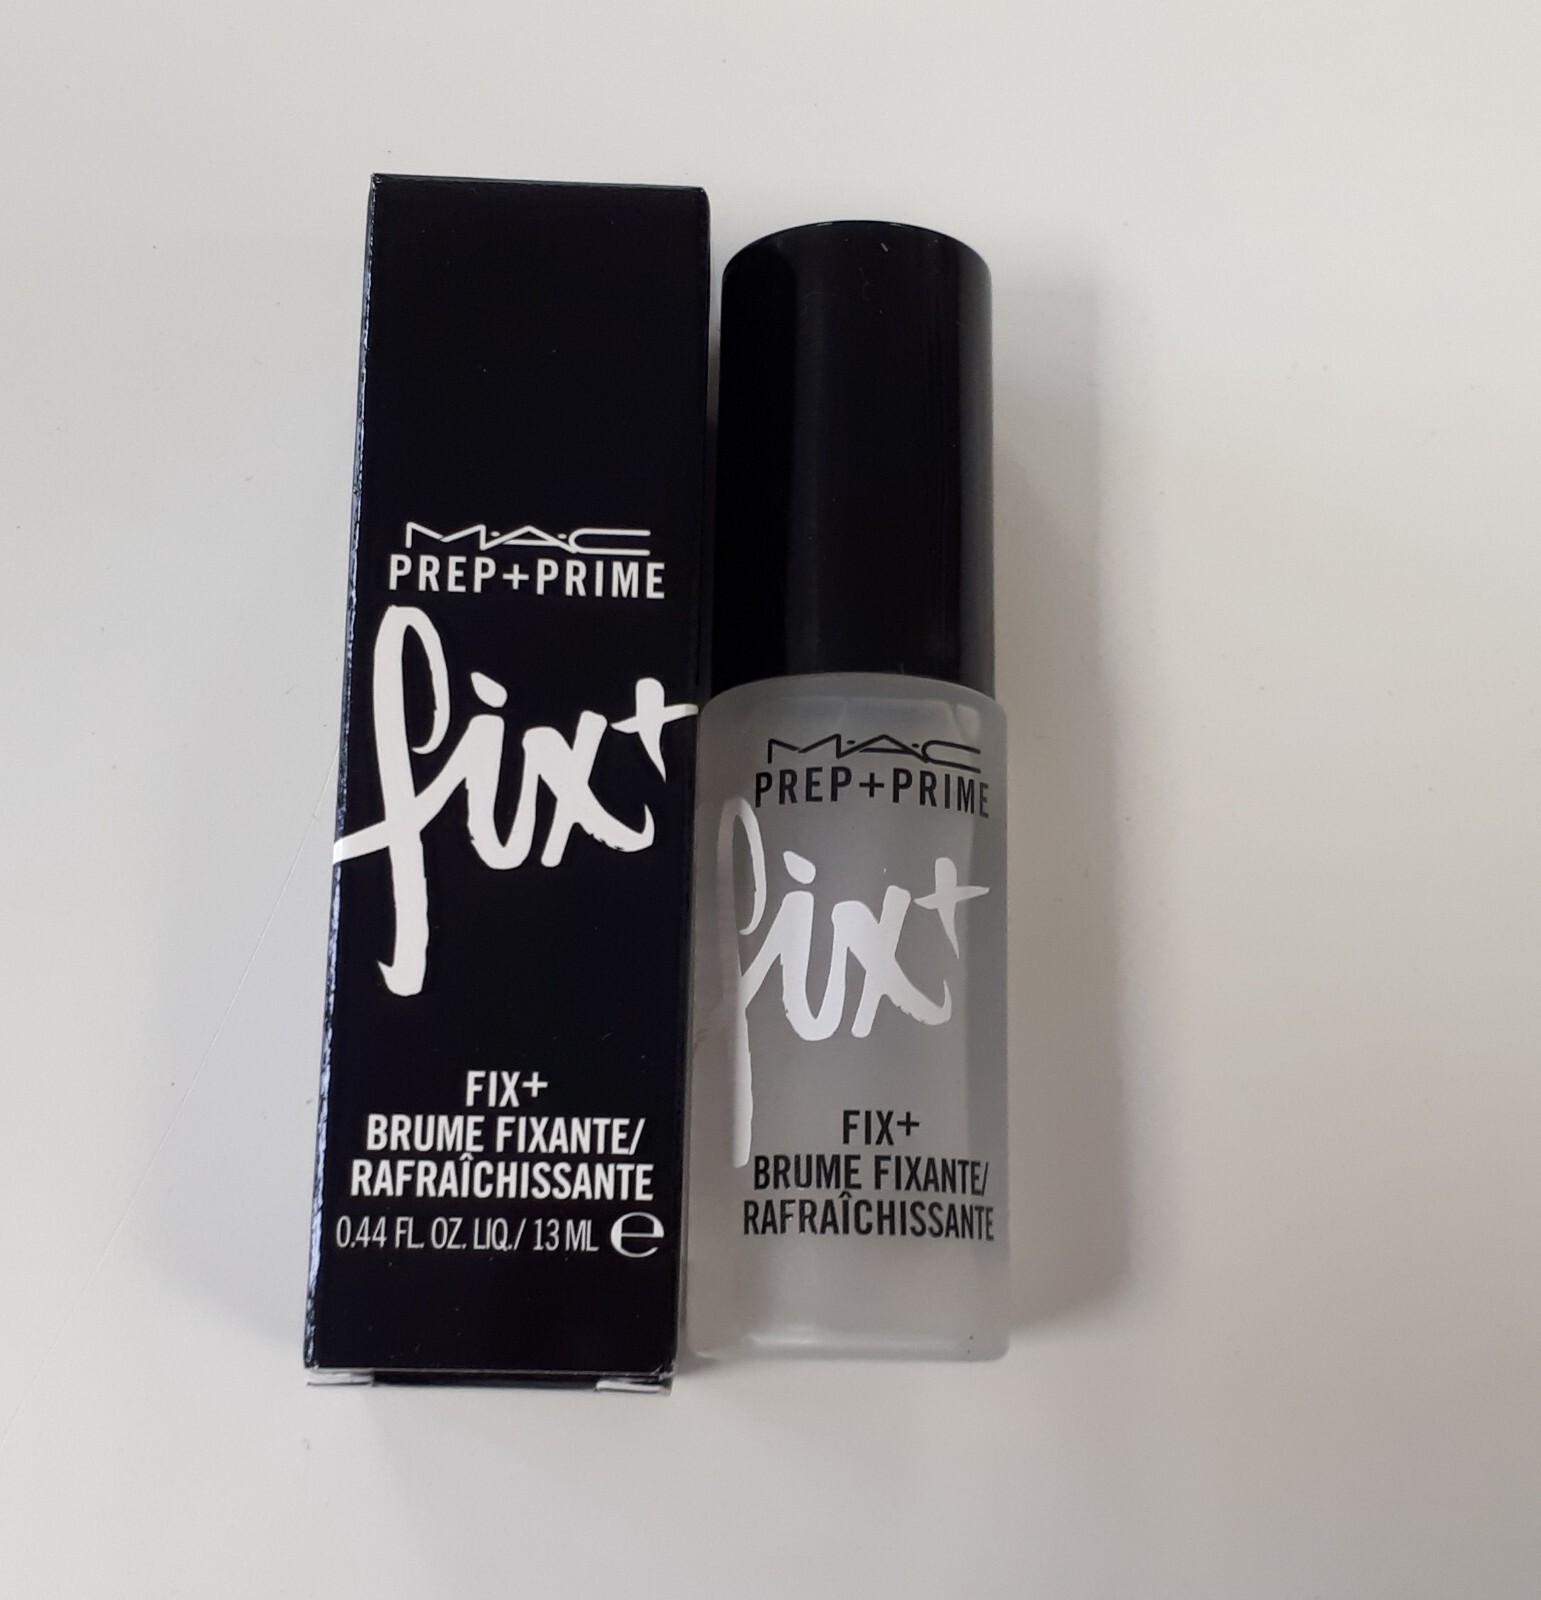 M·A·C
PREP+PRIME
fix+
FIX+
BRUME FIXANTE/
RAFRAÎCHISSANTE
0.44 FL. OZ. LIQ./ 13 ML e
M·A·C
PREP+PRIME
fix+
FIX+
BRUME FIXANTE/
RAFRAÎCHISSANTE